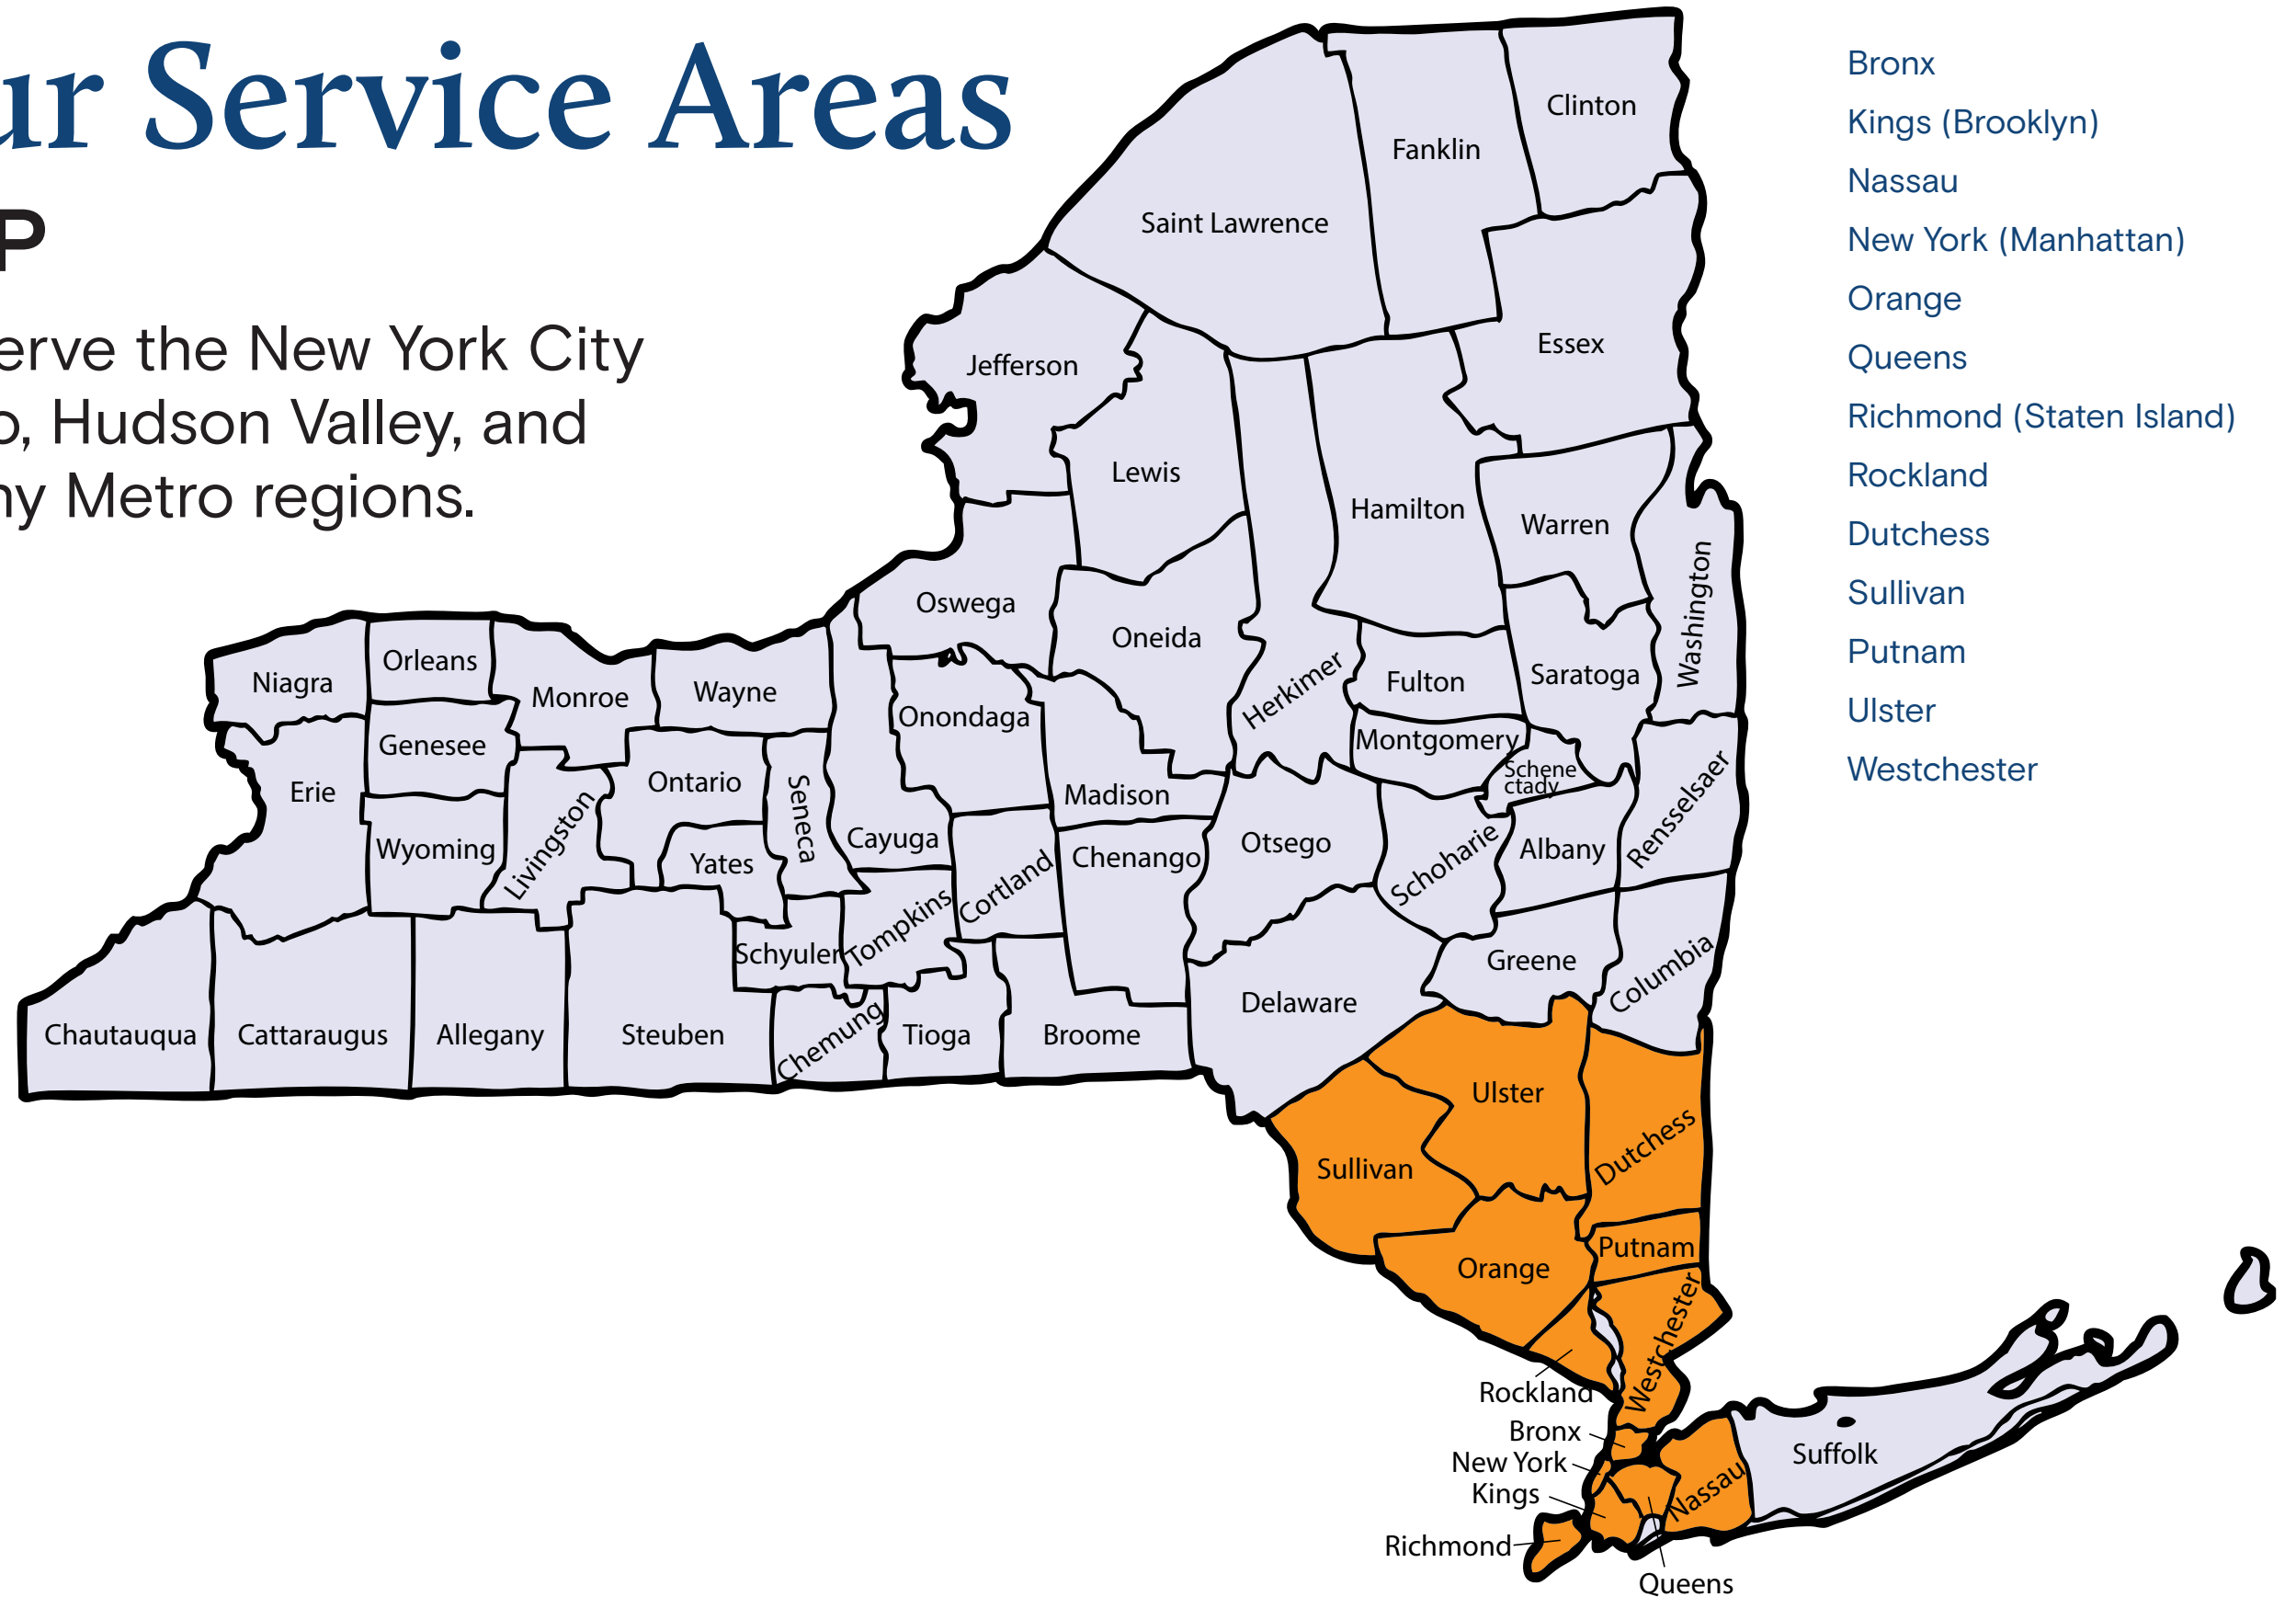 ur Service Areas
P
erve the New York City
o, Hudson Valley, and
ny Metro regions.
Bronx
Kings (Brooklyn)
Nassau
New York (Manhattan)
Orange
Queens
Richmond (Staten Island)
Rockland
Dutchess
Sullivan
Putnam
Ulster
Westchester
Clinton
Fanklin
Saint Lawrence
Essex
Jefferson
Lewis
Hamilton
Warren
Washington
Oswega
Oneida
Herkimer
Fulton
Saratoga
Niagra
Orleans
Monroe
Wayne
Onondaga
Montgomery
Genesee
Schene
ctady
Erie
Ontario
Seneca
Madison
Rensselsaer
Wyoming
Livingston
Yates
Cayuga
Cortland
Chenango
Otsego
Schoharie
Albany
Schyuler
Tompkins
Greene
Columbia
Delaware
Chautauqua
Cattaraugus
Allegany
Steuben
Chemung
Tioga
Broome
Ulster
Dutchess
Sullivan
Putnam
Orange
Westchester
Rockland
Bronx
New York
Kings
Nassau
Suffolk
Richmond
Queens